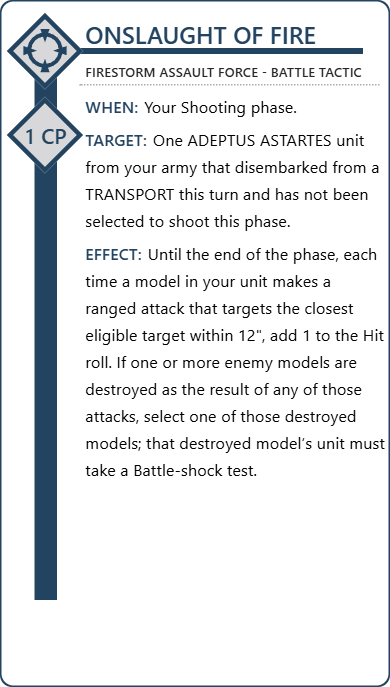 ONSLAUGHT OF FIRE
FIRESTORM ASSAULT FORCE - BATTLE TACTIC
1 CP
WHEN: Your Shooting phase.
TARGET: One ADEPTUS ASTARTES unit
from your army that disembarked from a
TRANSPORT this turn and has not been
selected to shoot this phase.
EFFECT: Until the end of the phase, each
time a model in your unit makes a
ranged attack that targets the closest
eligible target within 12", add 1 to the Hit
roll. If one or more enemy models are
destroyed as the result of any of those
attacks, select one of those destroyed
models; that destroyed model's unit must
take a Battle-shock test.